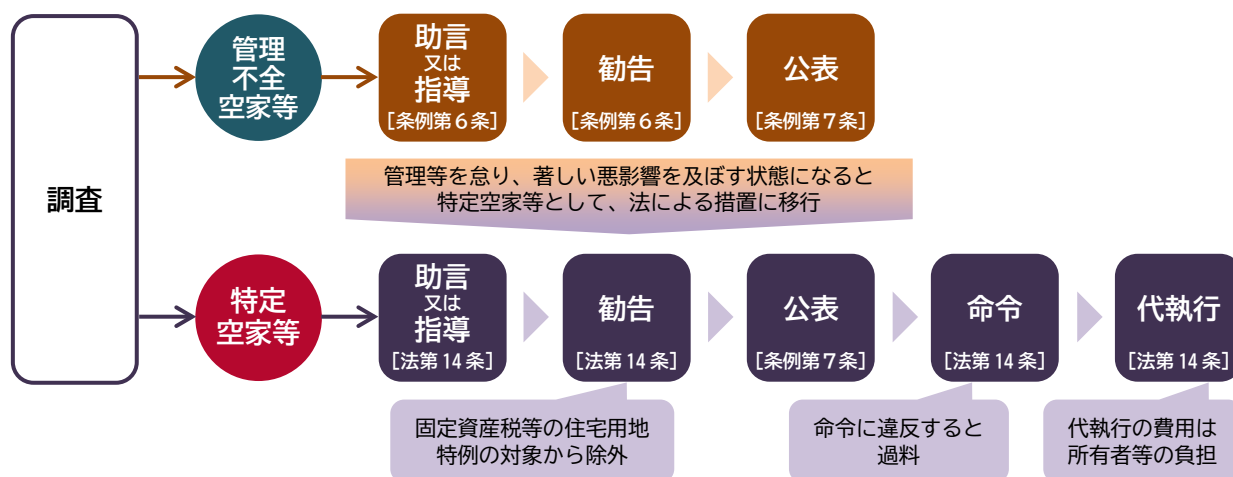 調査
管理
不全
空家等
助言
又は
指導
[条例第6条]
勧告
[条例第6条]
公表
[条例第7条]
管理等を怠り、著しい悪影響を及ぼす状態になると
特定空家等として、法による措置に移行
特定
空家等
助言
又は
指導
[法第14条]
勧告
[法第14条]
公表
[条例第7条]
命令
[法第14条]
代執行
[法第14条]
固定資産税等の住宅用地
特例の対象から除外
命令に違反すると
過料
代執行の費用は
所有者等の負担